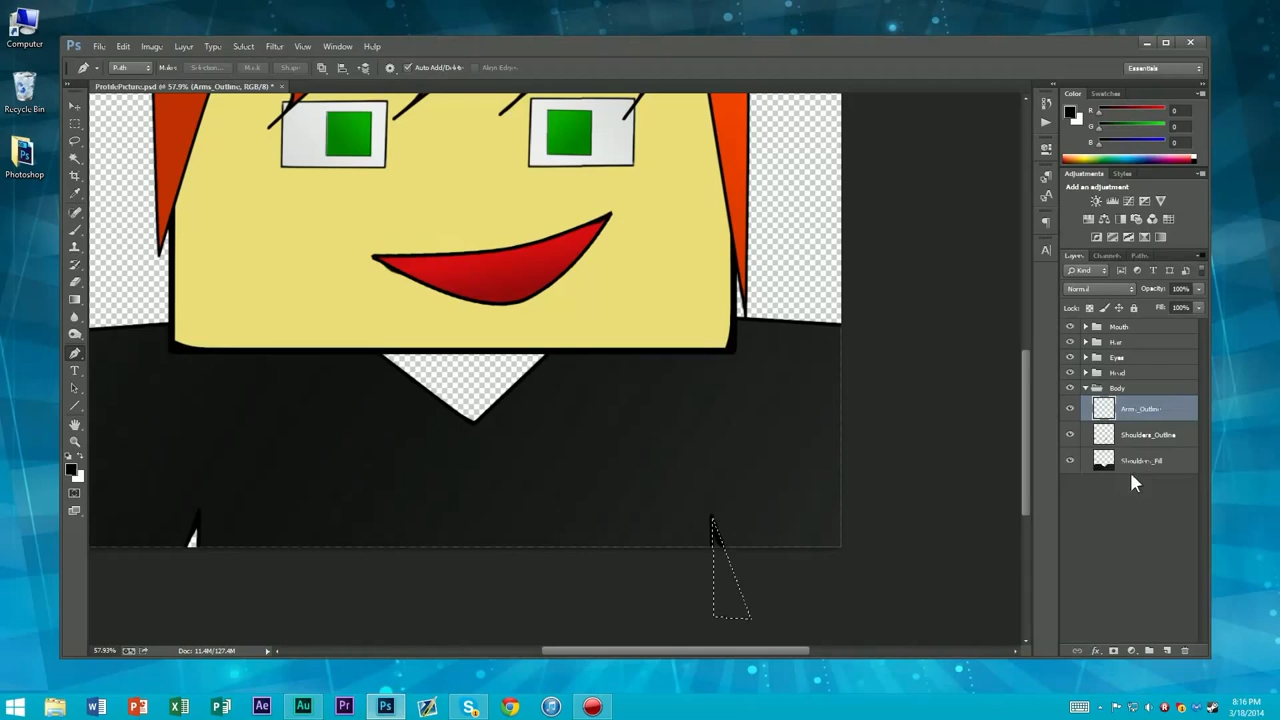 Computer
Recycle Bin
Photoshop
Ps File Edit Image Layer Type Select Filter View Window Help
Path Make: Selection... Mask Shape Auto Add/Delete Align Edges
Essentials
ProfilePicture.psd @ 57.9% (Arms_Outline, RGB/8) * ×
Color Swatches
R 0
G 0
B 0
Adjustments Styles
Add an adjustment
Layers Channels Paths
Kind
Normal Opacity: 100%
Lock: Fill: 100%
Mouth
Hair
Eyes
Head
Body
Arms_Outline
Shoulders_Outline
Shoulders_Fill
57.93% Doc: 11.4M/127.4M
8:16 PM
3/18/2014